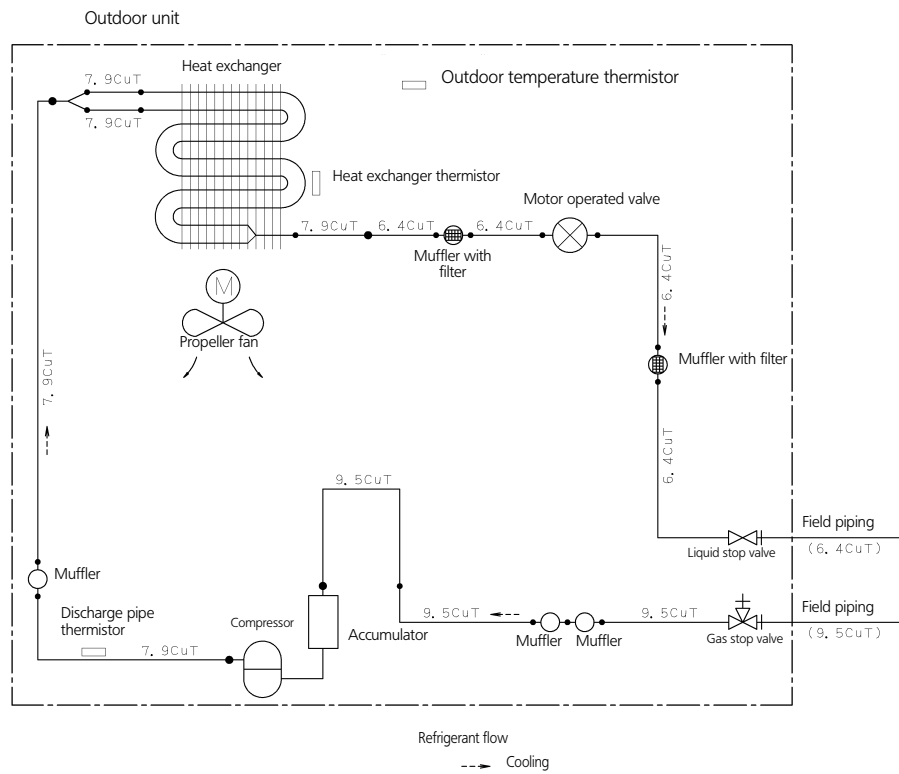 Outdoor unit
7. 9CuT
Heat exchanger
Outdoor temperature thermistor
7. 9CuT
Heat exchanger thermistor
Motor operated valve
7. 9CuT
6. 4CuT
6. 4CuT
Muffler with
filter
6. 4CuT
M
Propeller fan
7. 9CuT
Muffler with filter
6. 4CuT
9. 5CuT
Field piping
(6. 4CuT)
Liquid stop valve
Muffler
Discharge pipe
thermistor
Compressor
Accumulator
9. 5CuT
9. 5CuT
Field piping
(9. 5CuT)
Muffler
Muffler
Gas stop valve
7. 9CuT
Refrigerant flow
Cooling